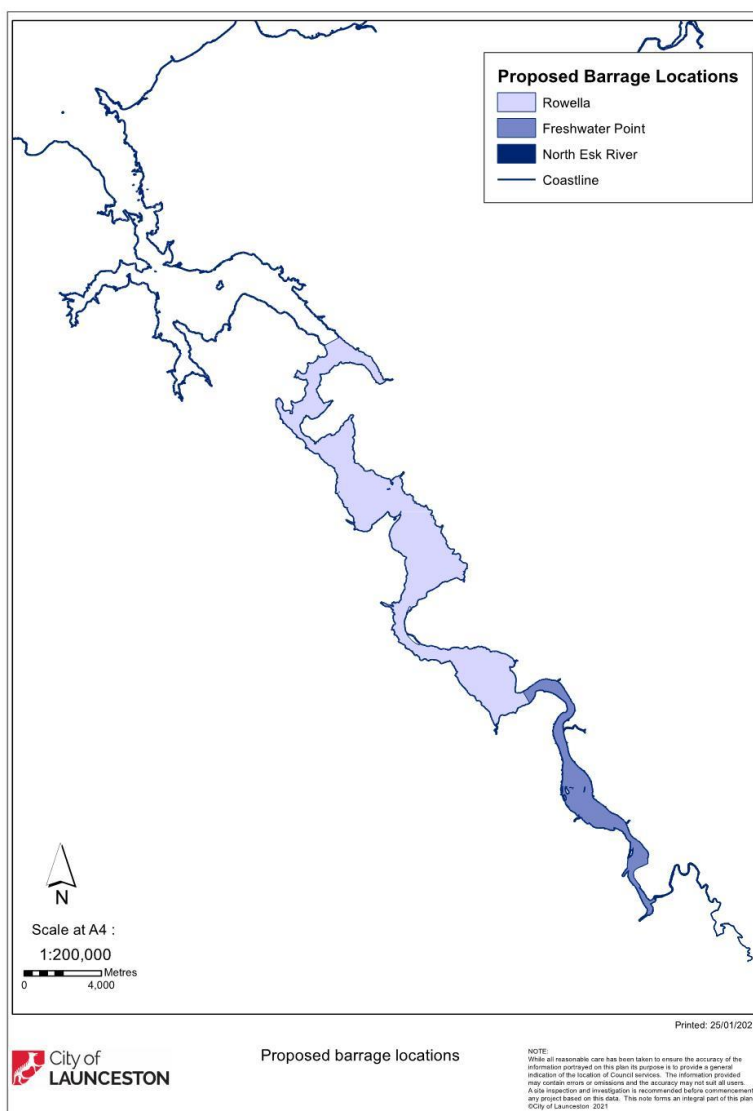 Proposed Barrage Locations
Rowella
Freshwater Point
North Esk River
Coastline
N
Scale at A4 :
1:200,000
Metres
0 4,000
Printed: 25/01/202
City of
LAUNCESTON
Proposed barrage locations
NOTE:
While all reasonable care has been taken to ensure the accuracy of the
information portrayed on this plan its purpose is to provide a general
indication of the location of Council services. The information provided
may contain errors or omissions and the accuracy may not suit all users.
A site inspection and investigation is recommended before commencement
any project based on this data. This note forms an integral part of this plan
©City of Launceston 2021